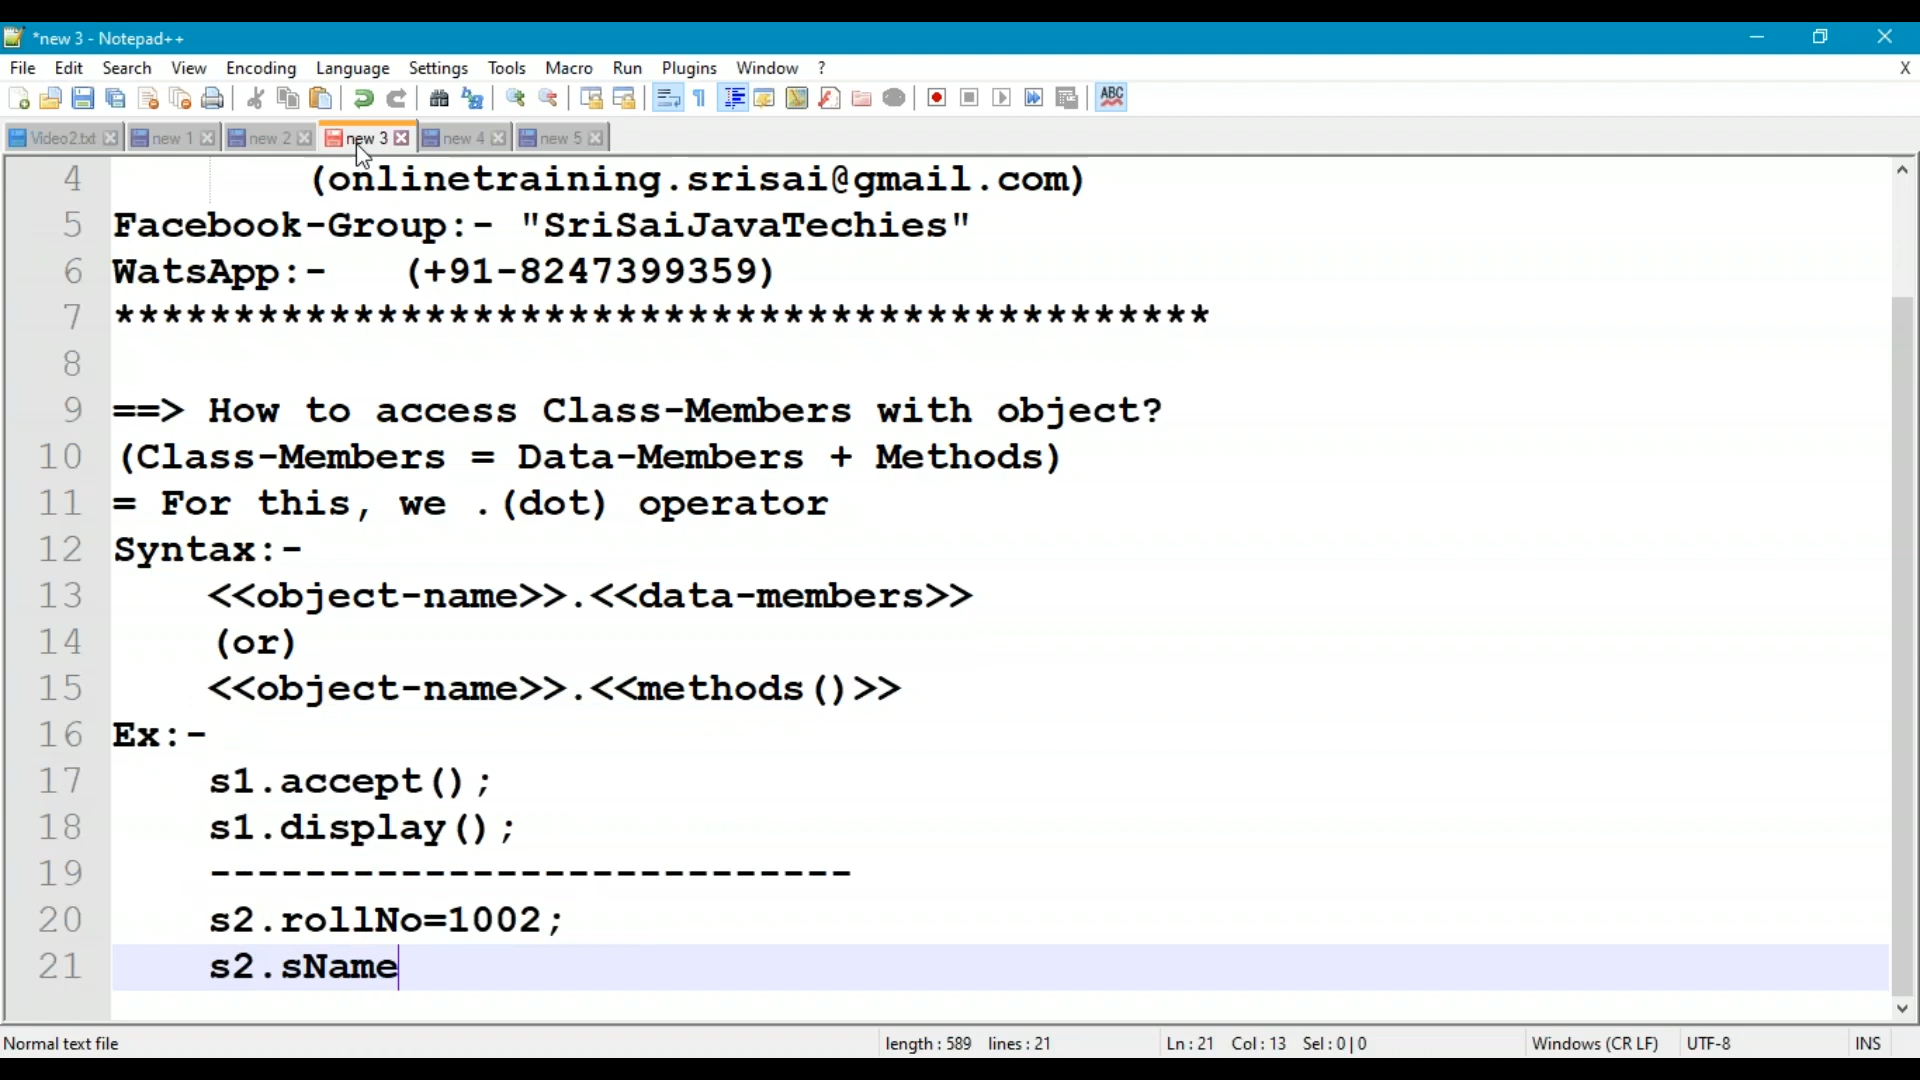 *new 3 - Notepad++
File Edit Search View Encoding Language Settings Tools Macro Run Plugins Window ? X
ABC
Video2.txt new 1 new 2 new 3 new 4 new 5
4 (onlinetraining.srisai@gmail.com)
5 Facebook-Group:- "SriSaiJavaTechies"
6 WatsApp:- (+91-8247399359)
7 **********************************************
8
9 ==> How to access Class-Members with object?
10 (Class-Members = Data-Members + Methods)
11 = For this, we .(dot) operator
12 Syntax:-
13 <<object-name>>.<<data-members>>
14 (or)
15 <<object-name>>.<<methods()>>
16 Ex:-
17 s1.accept();
18 s1.display();
19 ---------------------------
20 s2.rollNo=1002;
21 s2.sName
Normal text file length : 589 lines : 21 Ln : 21 Col : 13 Sel : 0 | 0 Windows (CR LF) UTF-8 INS